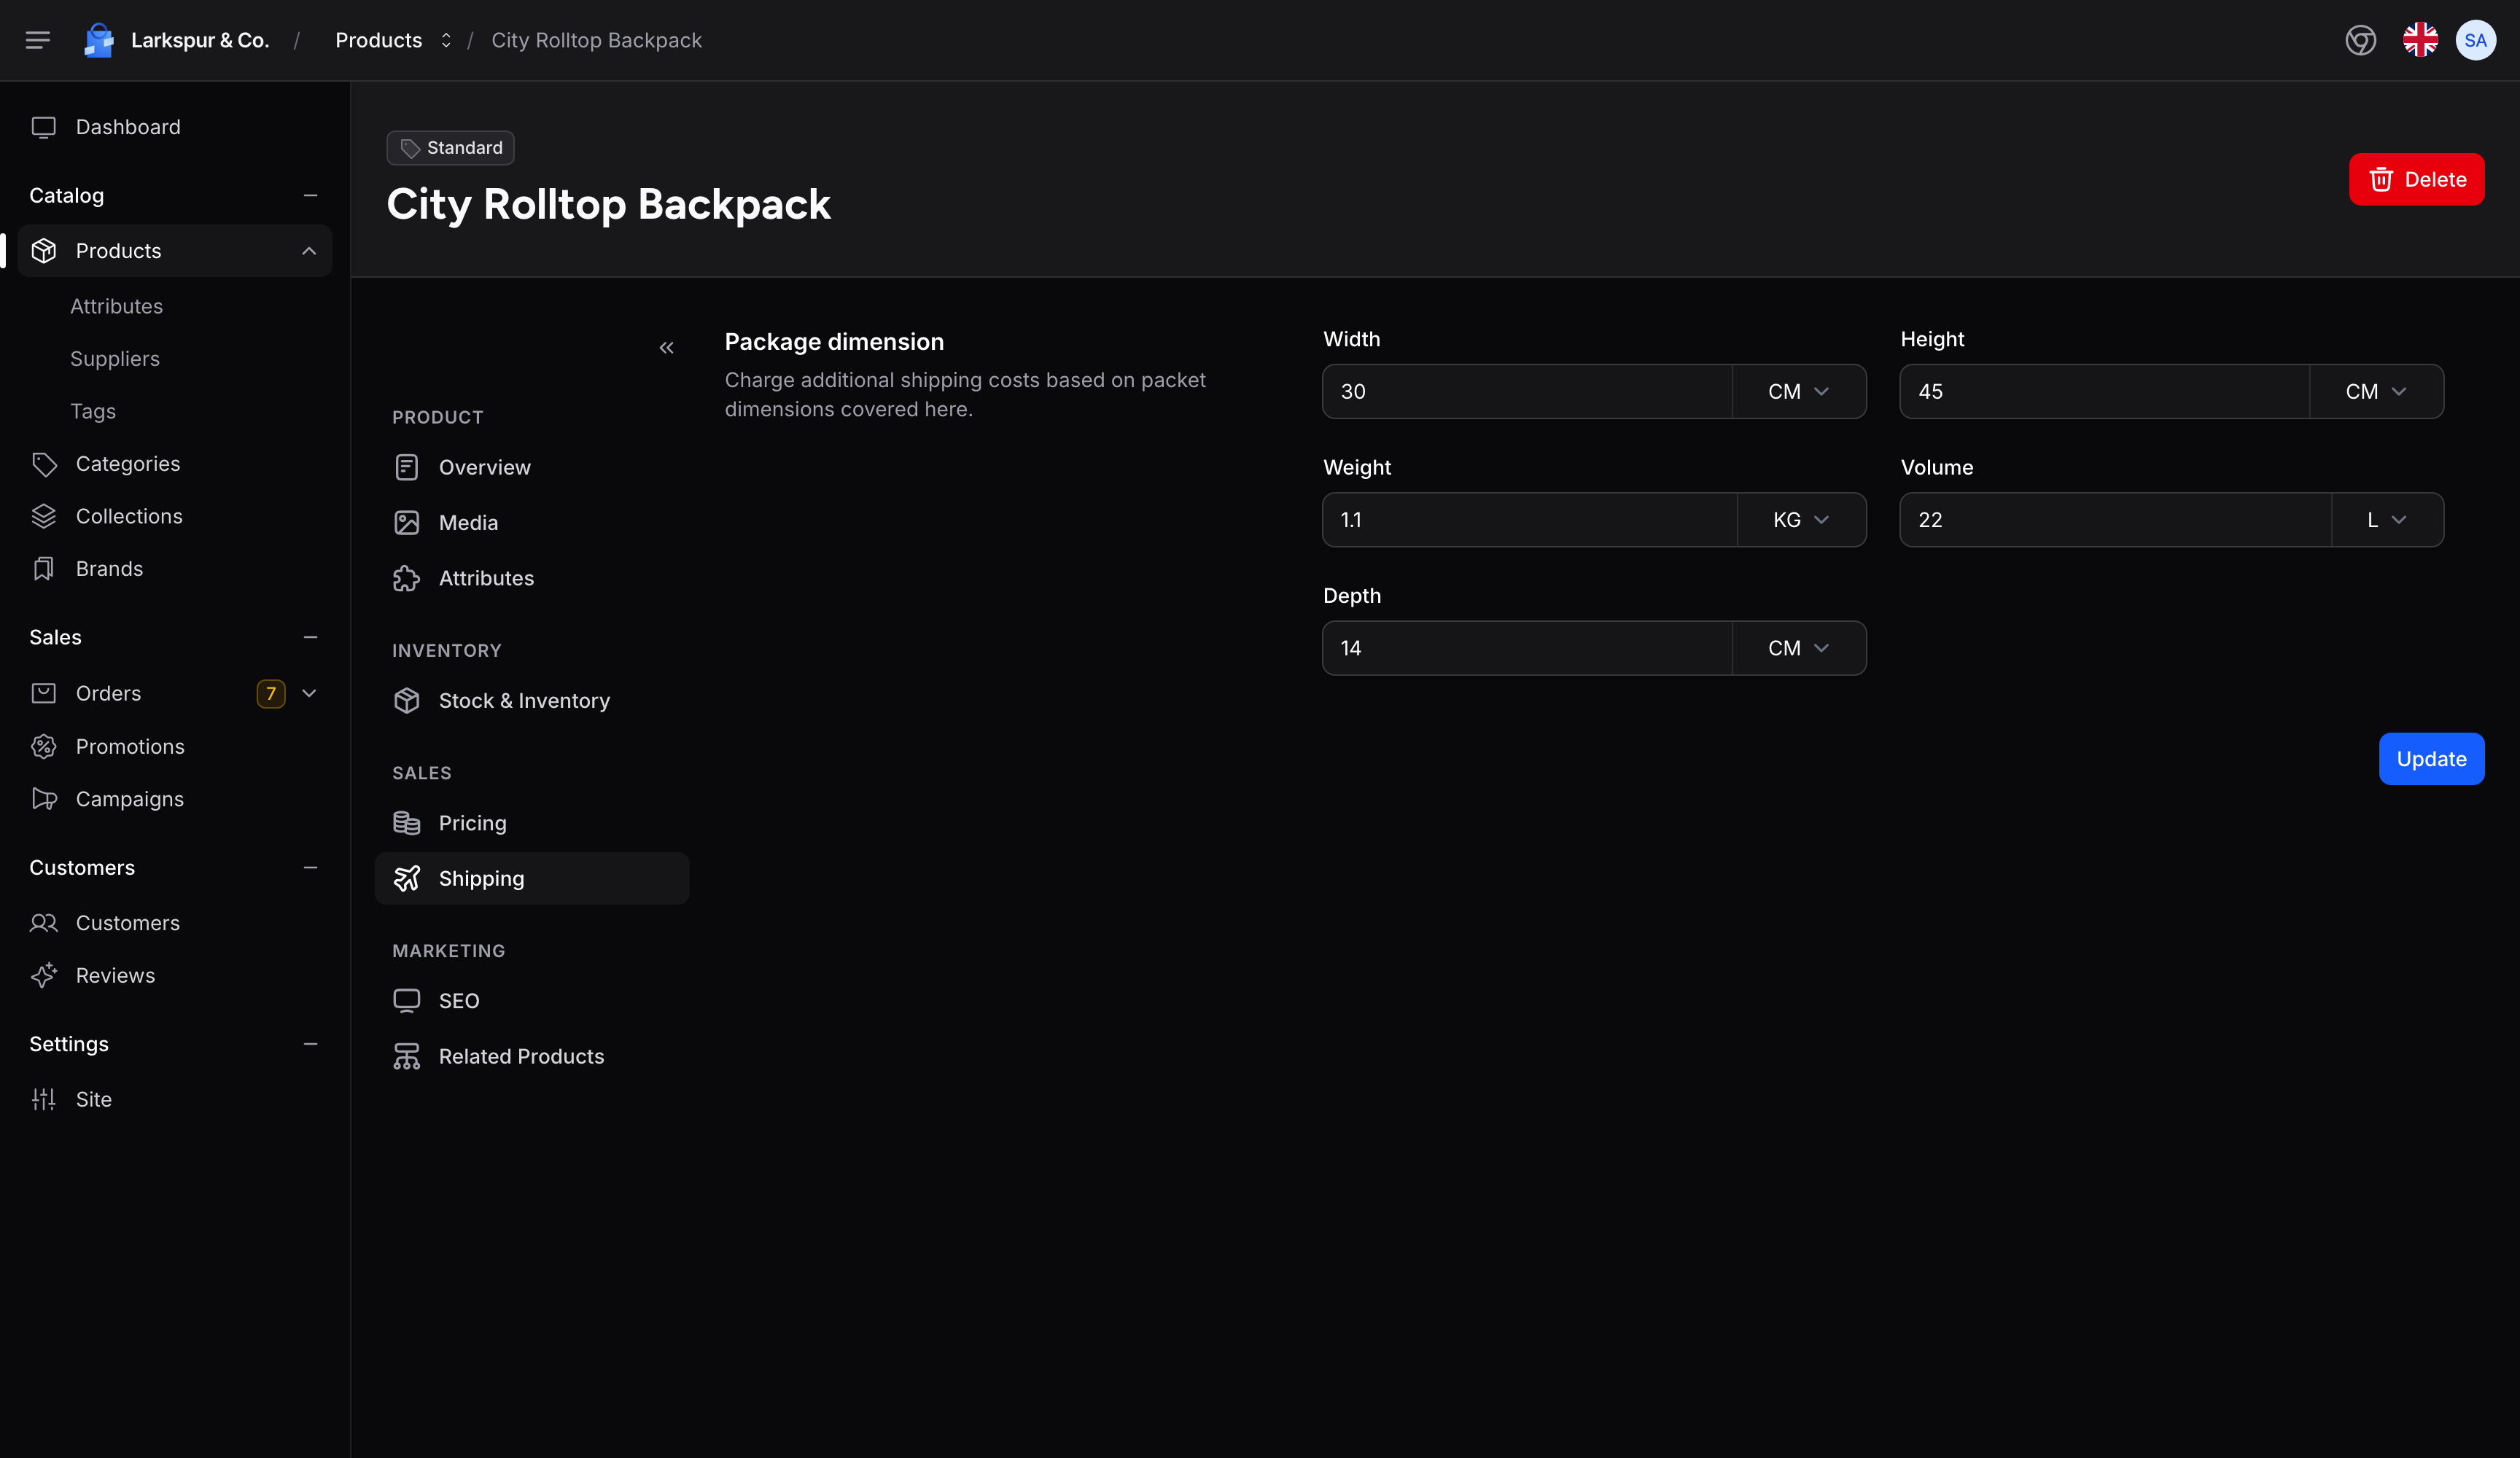 Larkspur & Co. / Products / City Rolltop Backpack
SA
Dashboard
Catalog
Products
Attributes
Suppliers
Tags
Categories
Collections
Brands
Sales
Orders 7
Promotions
Campaigns
Customers
Customers
Reviews
Settings
Site
Standard
City Rolltop Backpack
Delete
PRODUCT
Overview
Media
Attributes
INVENTORY
Stock & Inventory
SALES
Pricing
Shipping
MARKETING
SEO
Related Products
Package dimension
Charge additional shipping costs based on packet
dimensions covered here.
Width
30 CM
Height
45 CM
Weight
1.1 KG
Volume
22 L
Depth
14 CM
Update